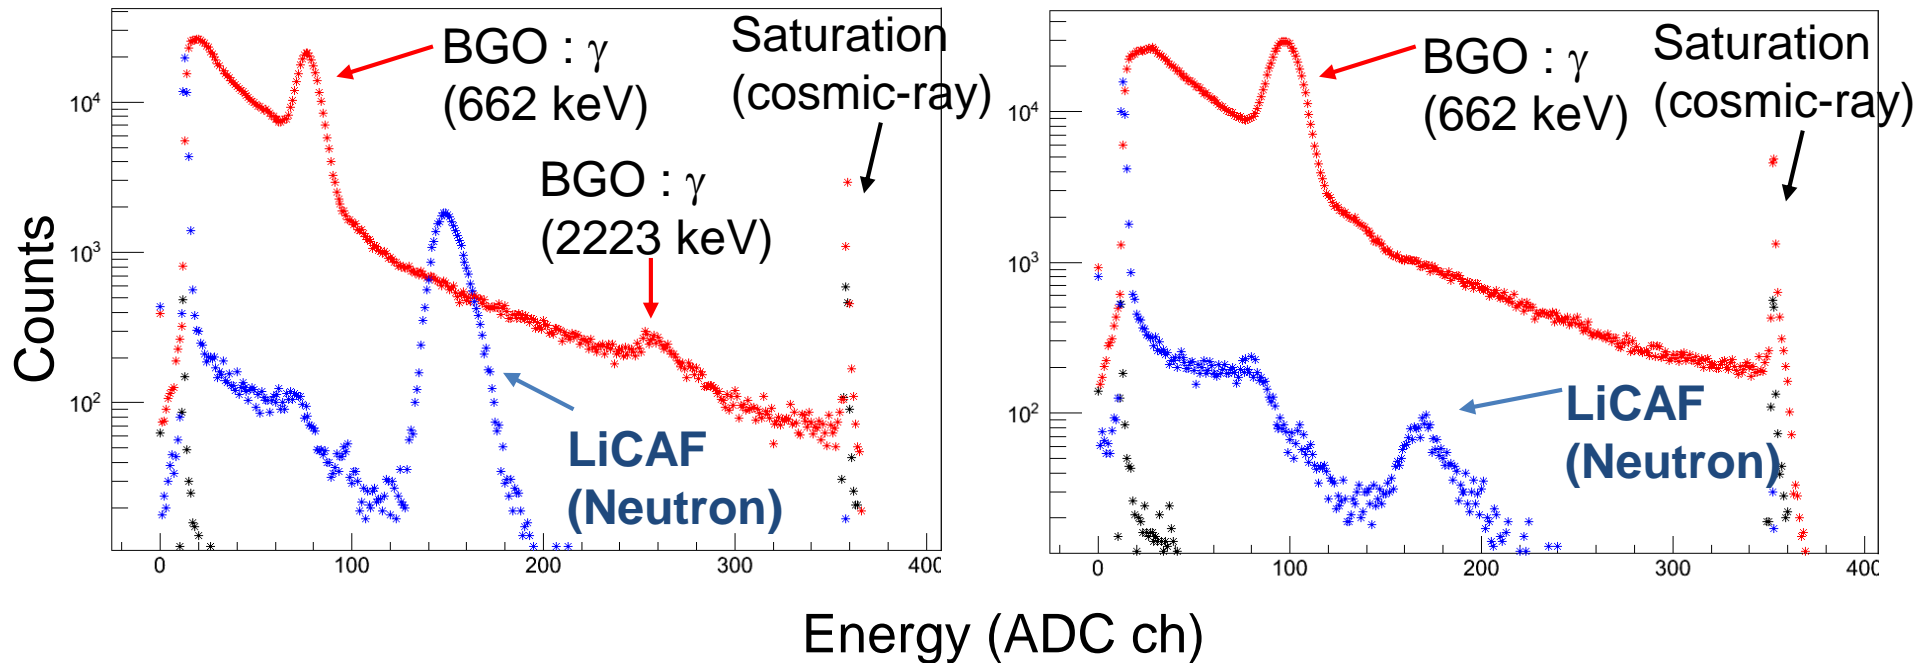 Counts
10⁴
10³
10²
BGO : γ
(662 keV)
Saturation
(cosmic-ray)
BGO : γ
(2223 keV)
LiCAF
(Neutron)
0
100
200
300
400
10⁴
10³
10²
BGO : γ
(662 keV)
Saturation
(cosmic-ray)
LiCAF
(Neutron)
0
100
200
300
400
Energy (ADC ch)